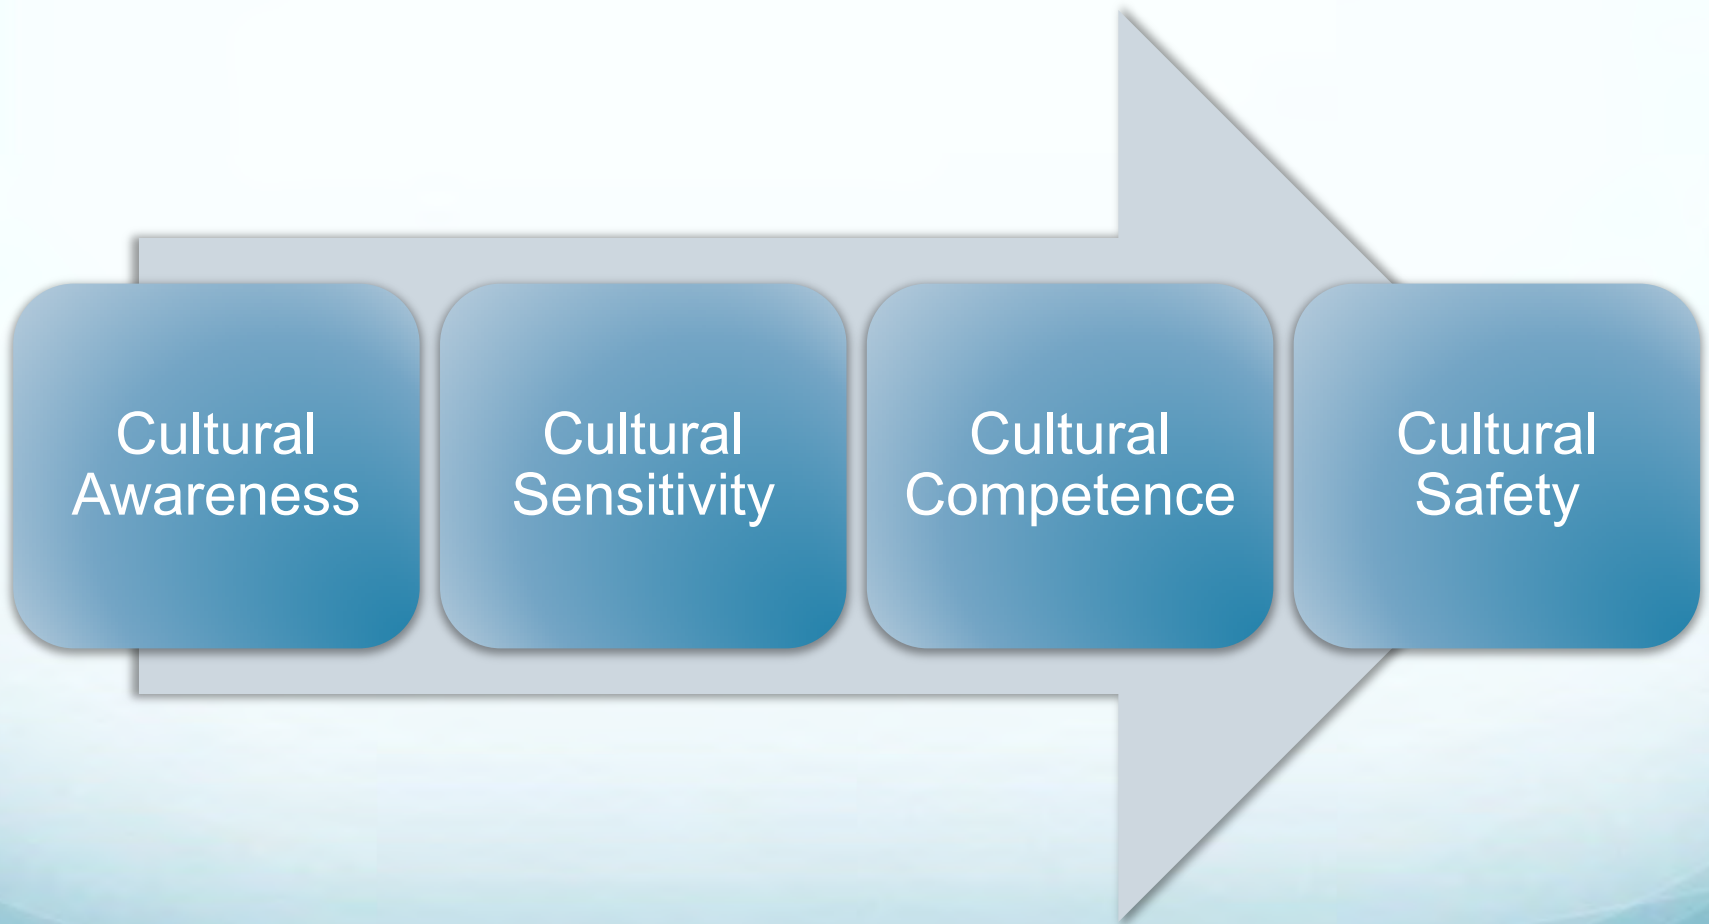 Cultural
Awareness
Cultural
Sensitivity
Cultural
Competence
Cultural
Safety